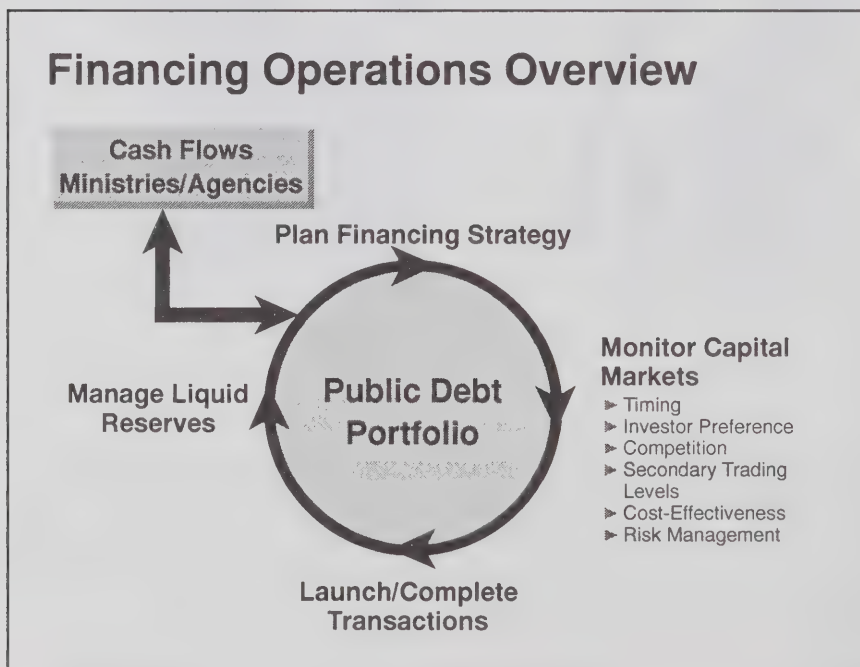 Financing Operations Overview
Cash Flows
Ministries/Agencies
Plan Financing Strategy
Monitor Capital
Markets
Timing
Investor Preference
Competition
Secondary Trading
Levels
Cost-Effectiveness
Risk Management
Manage Liquid
Reserves
Public Debt
Portfolio
Launch/Complete
Transactions